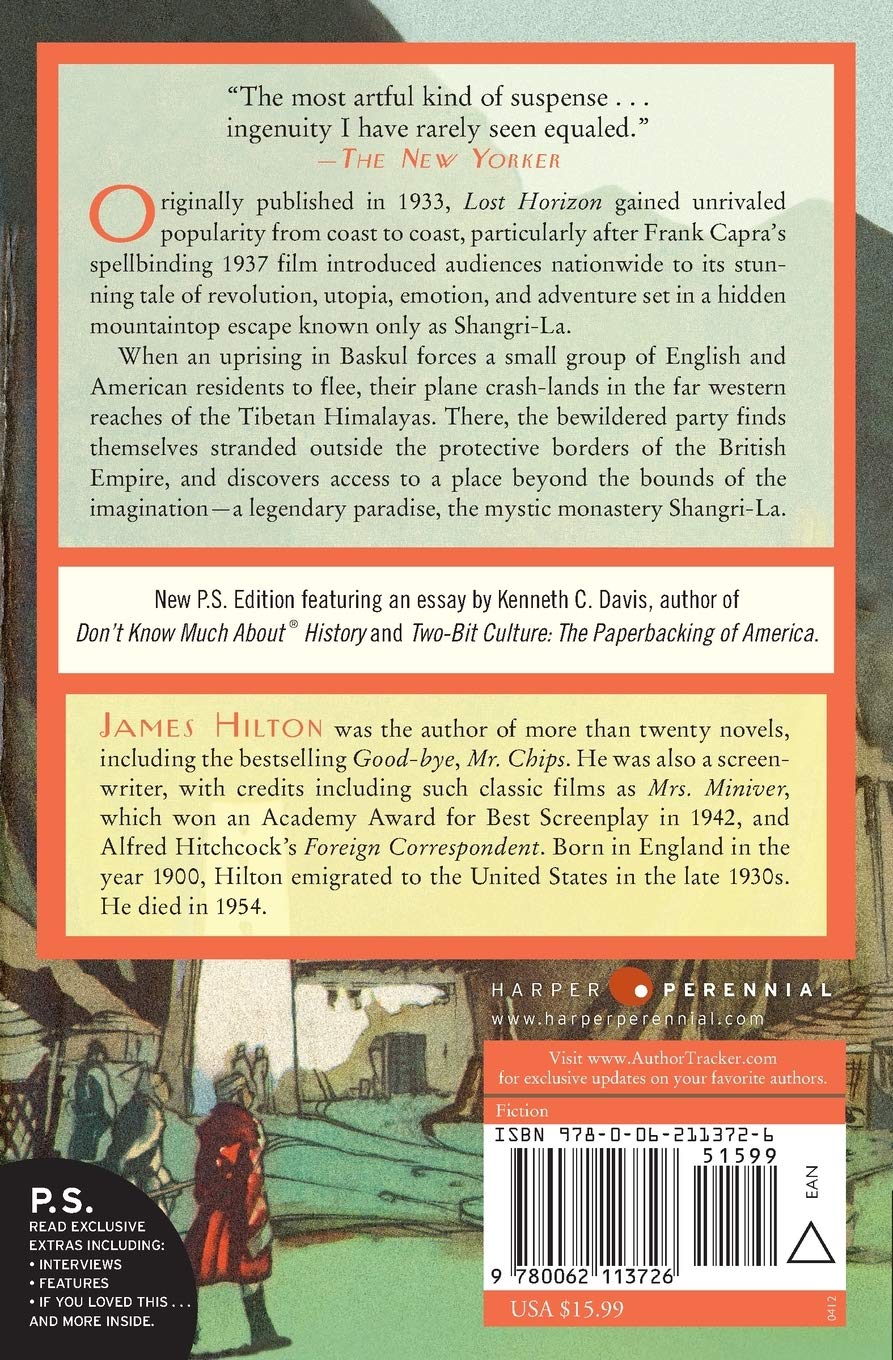 “The most artful kind of suspense . . .
ingenuity I have rarely seen equaled.”
—THE NEW YORKER
Originally published in 1933, Lost Horizon gained unrivaled
popularity from coast to coast, particularly after Frank Capra’s
spellbinding 1937 film introduced audiences nationwide to its stun-
ning tale of revolution, utopia, emotion, and adventure set in a hidden
mountaintop escape known only as Shangri-La.
When an uprising in Baskul forces a small group of English and
American residents to flee, their plane crash-lands in the far western
reaches of the Tibetan Himalayas. There, the bewildered party finds
themselves stranded outside the protective borders of the British
Empire, and discovers access to a place beyond the bounds of the
imagination—a legendary paradise, the mystic monastery Shangri-La.
New P.S. Edition featuring an essay by Kenneth C. Davis, author of
Don’t Know Much About® History and Two-Bit Culture: The Paperbacking of America.
JAMES HILTON was the author of more than twenty novels,
including the bestselling Good-bye, Mr. Chips. He was also a screen-
writer, with credits including such classic films as Mrs. Miniver,
which won an Academy Award for Best Screenplay in 1942, and
Alfred Hitchcock’s Foreign Correspondent. Born in England in the
year 1900, Hilton emigrated to the United States in the late 1930s.
He died in 1954.
HARPER PERENNIAL
www.harperperennial.com
Visit www.AuthorTracker.com
for exclusive updates on your favorite authors.
Fiction
ISBN 978-0-06-211372-6
51599
EAN
9 780062 113726
USA $15.99
0412
P.S.
READ EXCLUSIVE
EXTRAS INCLUDING:
• INTERVIEWS
• FEATURES
• IF YOU LOVED THIS . . .
AND MORE INSIDE.